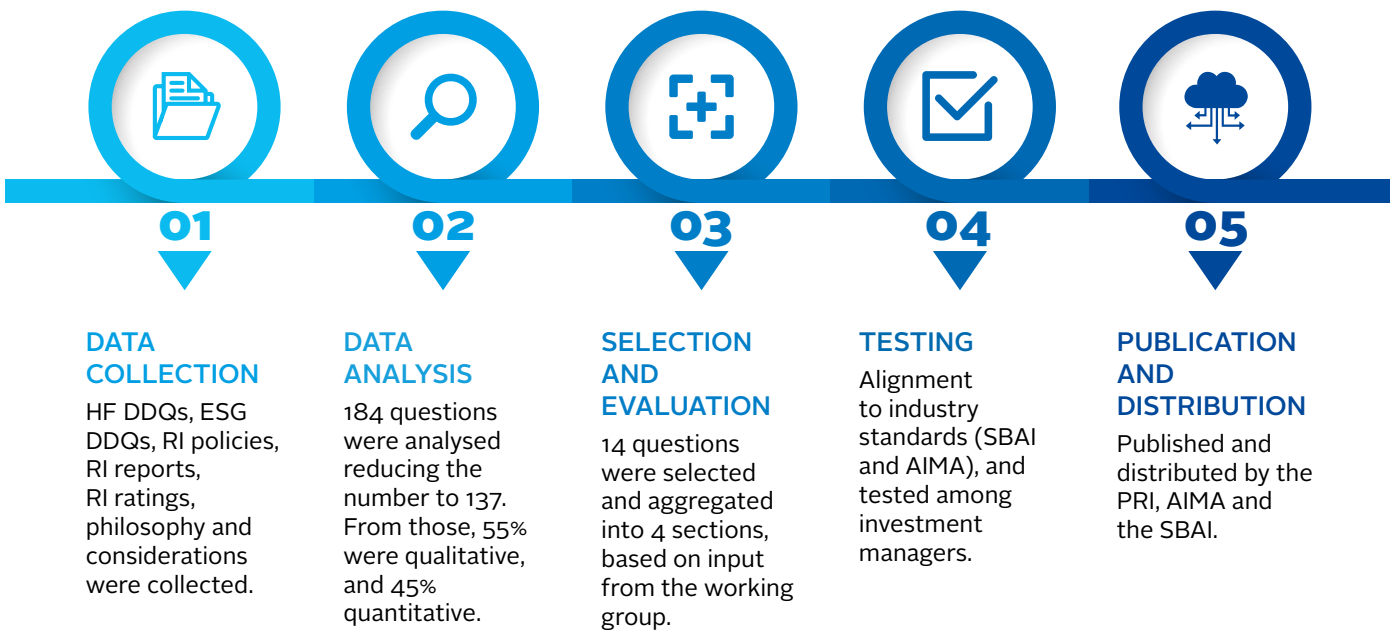 01
DATA
COLLECTION
HF DDQs, ESG
DDQs, RI policies,
RI reports,
RI ratings,
philosophy and
considerations
were collected.
02
DATA
ANALYSIS
184 questions
were analysed
reducing the
number to 137.
From those, 55%
were qualitative,
and 45%
quantitative.
03
SELECTION
AND
EVALUATION
14 questions
were selected
and aggregated
into 4 sections,
based on input
from the working
group.
04
TESTING
Alignment
to industry
standards (SBAI
and AIMA), and
tested among
investment
managers.
05
PUBLICATION
AND
DISTRIBUTION
Published and
distributed by the
PRI, AIMA and
the SBAI.